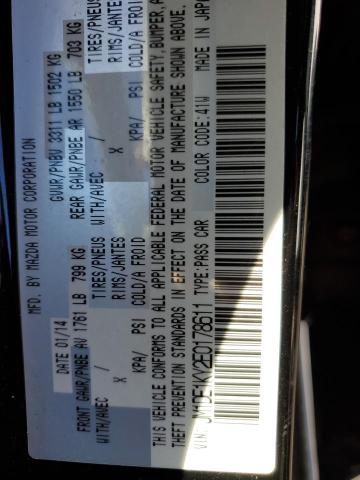 MFD. BY MAZDA MOTOR CORPORATION
DATE 01/14 GVWR/PNBV 3311 LB 1502 KG
FRONT GAWR/PNBE AV 1761 LB 799 KG REAR GAWR/PNBE AR 1550 LB 703 KG
WITH/AVEC / TIRES/PNEUS WITH/AVEC / TIRES/PNEUS
X RIMS/JANTES X RIMS/JANTES
KPA/ PSI COLD/A FROID KPA/ PSI COLD/A FROID
THIS VEHICLE CONFORMS TO ALL APPLICABLE FEDERAL MOTOR VEHICLE SAFETY, BUMPER, A
THEFT PREVENTION STANDARDS IN EFFECT ON THE DATE OF MANUFACTURE SHOWN ABOVE.
VIN: JM1DE1KY2E0178611 TYPE:PASS CAR COLOR CODE:41W MADE IN JAPA